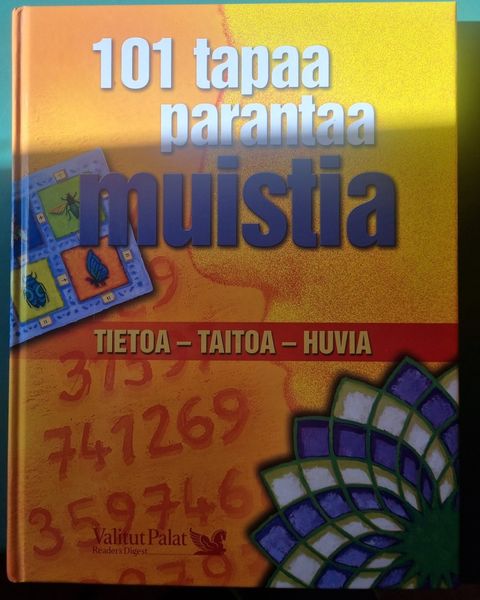 101 tapaa
parantaa
muistia
TIETOA – TAITOA – HUVIA
741269
359746
Valitut Palat
Reader's Digest